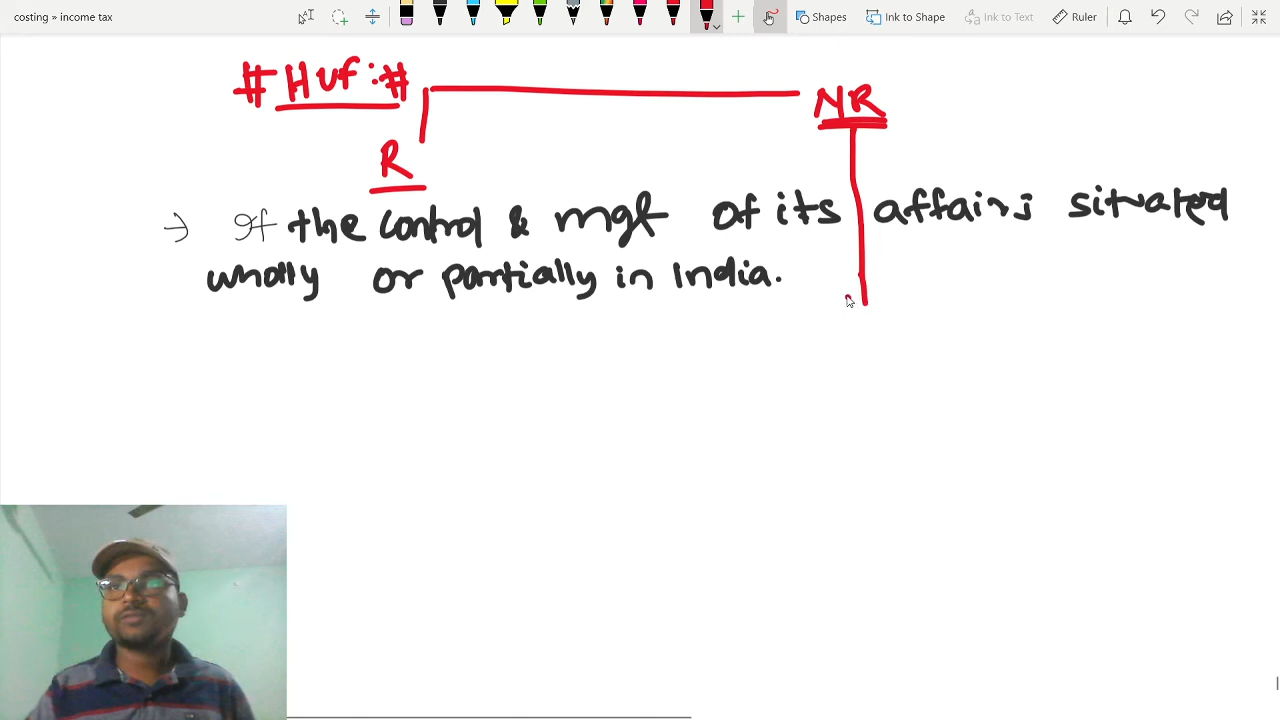 costing » income tax
Shapes
Ink to Shape
Ink to Text
Ruler
# Huf :#
NR
R
→ If the control & mgt of its affairs situated
wholly or partially in India.